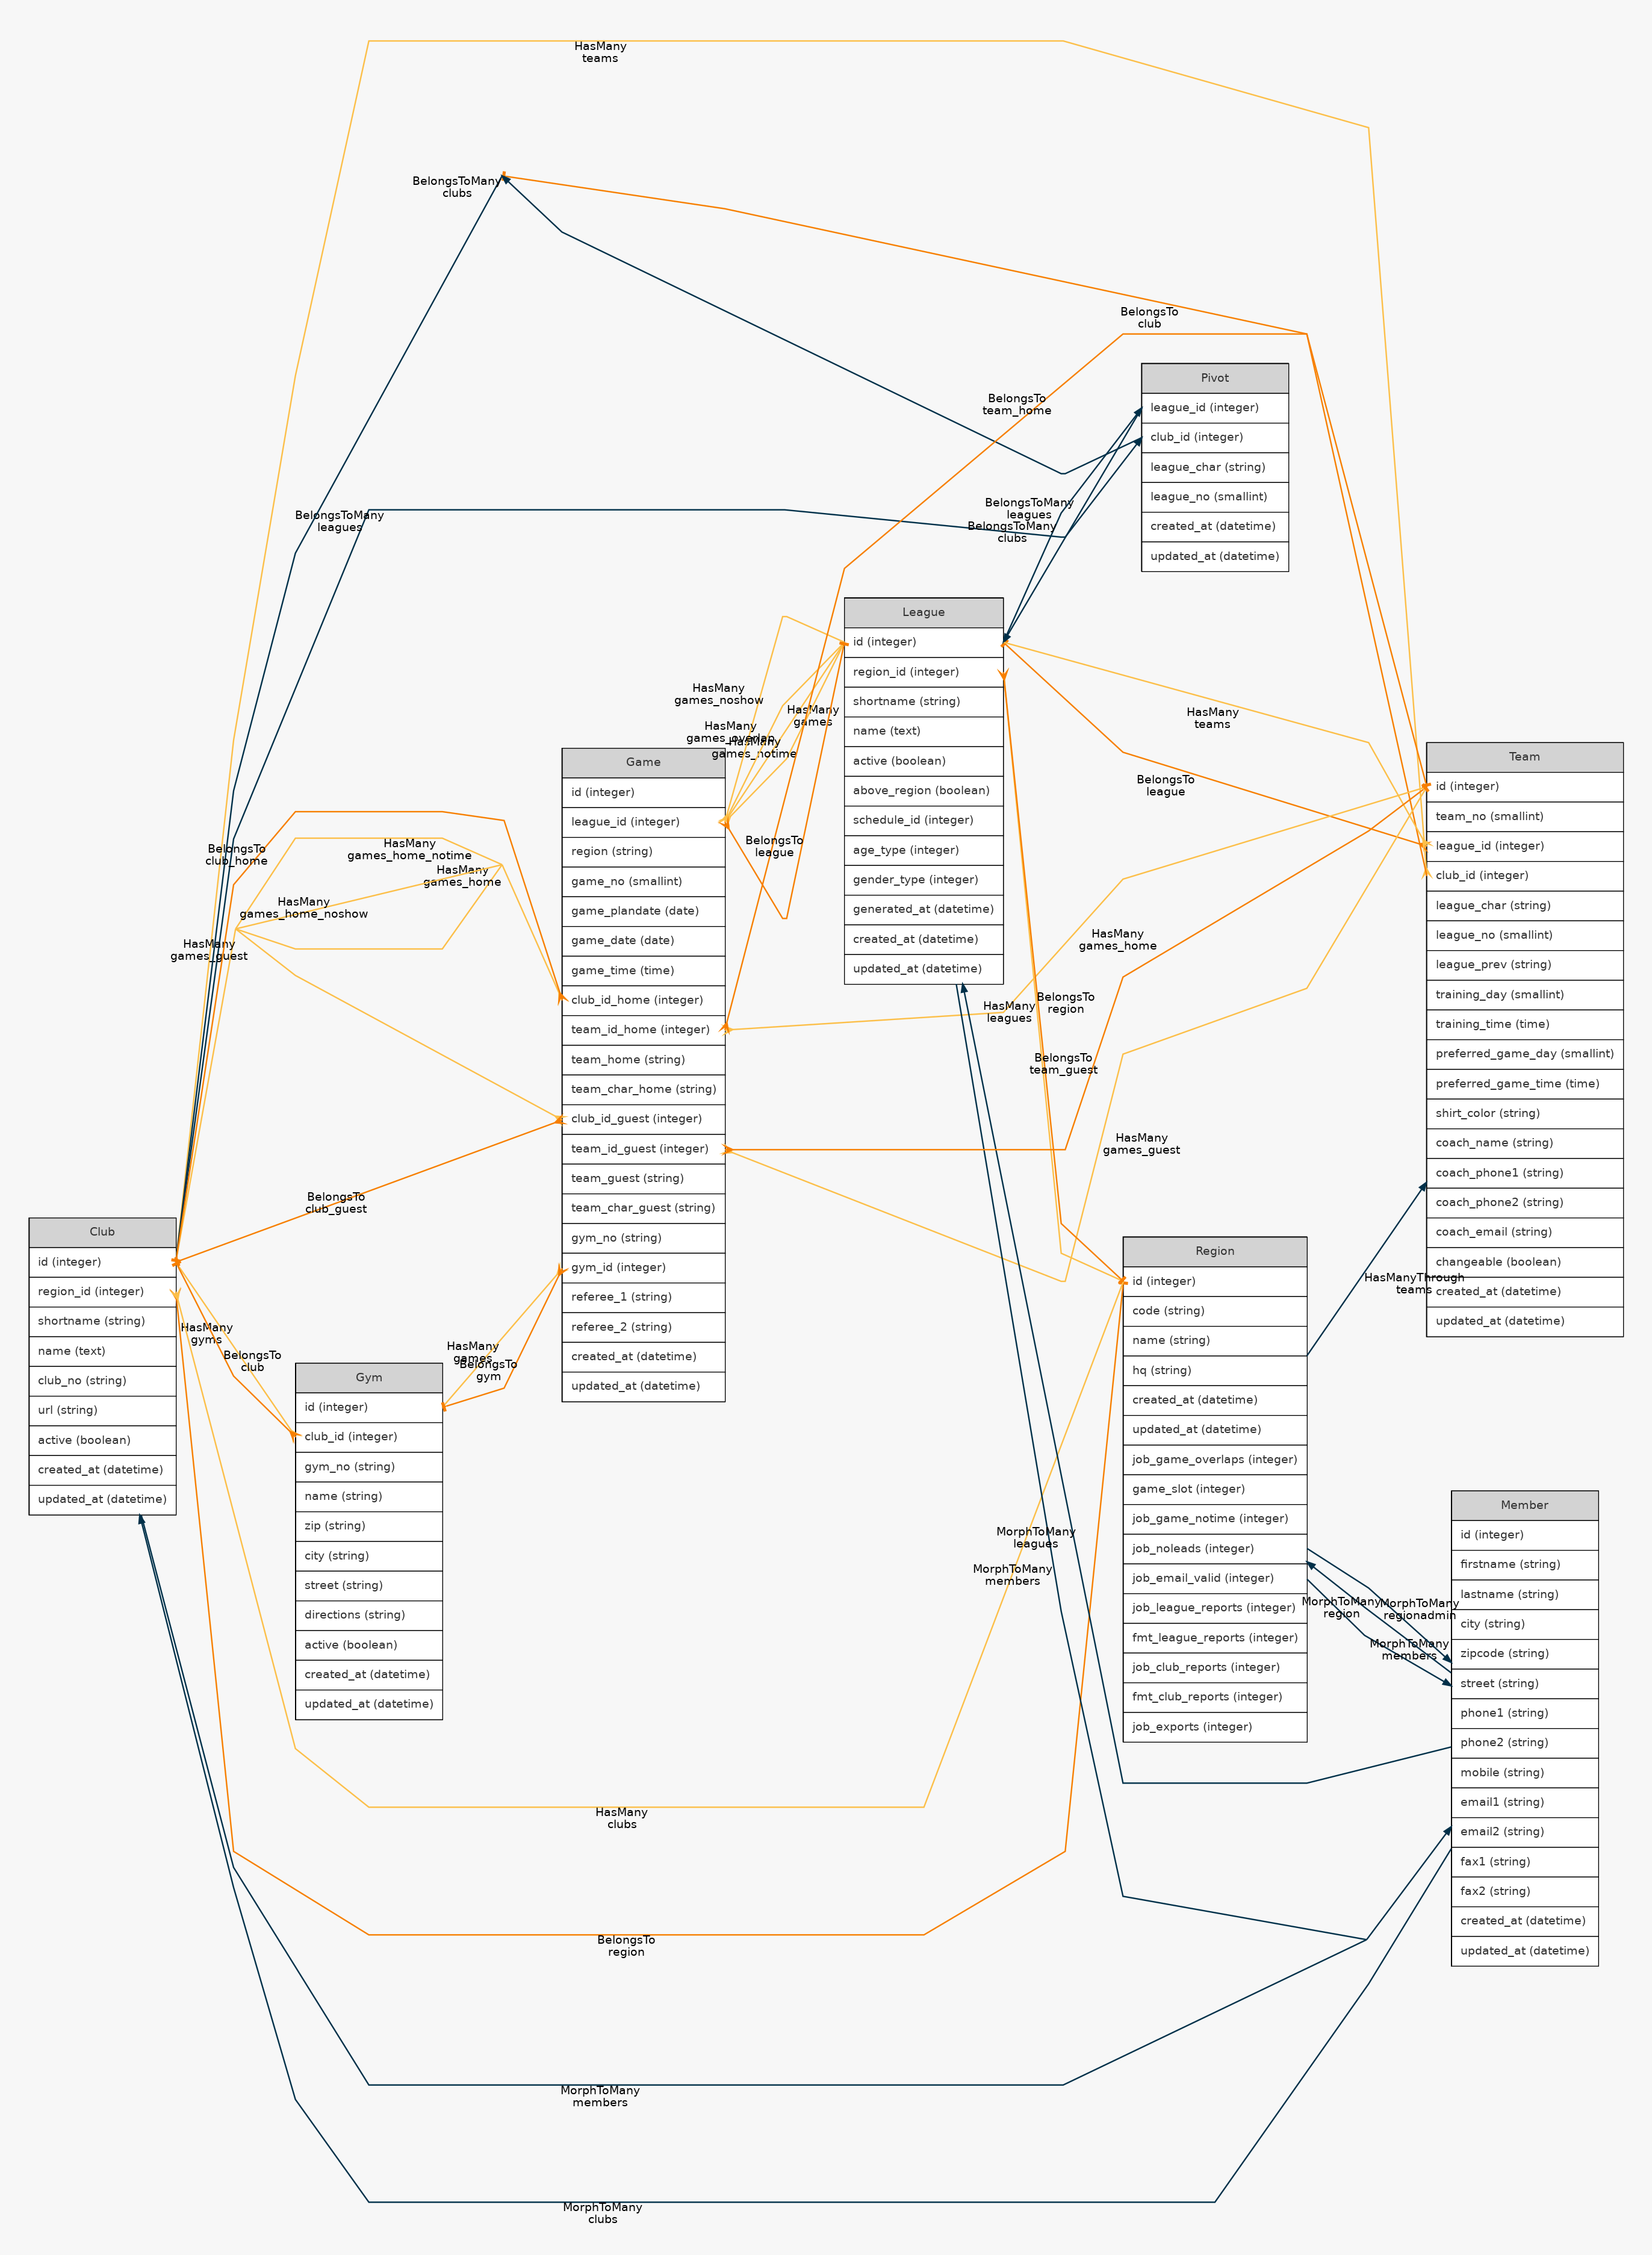 HasMany
teams
BelongsToMany
clubs
BelongsTo
club
BelongsTo
team_home
Pivot
league_id (integer)
club_id (integer)
league_char (string)
league_no (smallint)
created_at (datetime)
updated_at (datetime)
BelongsToMany
leagues
BelongsToMany
leagues
BelongsToMany
clubs
League
id (integer)
region_id (integer)
shortname (string)
name (text)
active (boolean)
above_region (boolean)
schedule_id (integer)
age_type (integer)
gender_type (integer)
generated_at (datetime)
created_at (datetime)
updated_at (datetime)
HasMany
games_noshow
HasMany
games
HasMany
games_overlap
HasMany
games_notime
HasMany
teams
BelongsTo
league
BelongsTo
league
Team
id (integer)
team_no (smallint)
league_id (integer)
club_id (integer)
league_char (string)
league_no (smallint)
league_prev (string)
training_day (smallint)
training_time (time)
preferred_game_day (smallint)
preferred_game_time (time)
shirt_color (string)
coach_name (string)
coach_phone1 (string)
coach_phone2 (string)
coach_email (string)
changeable (boolean)
created_at (datetime)
updated_at (datetime)
Game
id (integer)
league_id (integer)
region (string)
game_no (smallint)
game_plandate (date)
game_date (date)
game_time (time)
club_id_home (integer)
team_id_home (integer)
team_home (string)
team_char_home (string)
club_id_guest (integer)
team_id_guest (integer)
team_guest (string)
team_char_guest (string)
gym_no (string)
gym_id (integer)
referee_1 (string)
referee_2 (string)
created_at (datetime)
updated_at (datetime)
BelongsTo
club_home
HasMany
games_home_notime
HasMany
games_home
HasMany
games_home_noshow
HasMany
games_guest
HasMany
games_home
HasMany
leagues
BelongsTo
region
BelongsTo
team_guest
HasMany
games_guest
BelongsTo
club_guest
Club
id (integer)
region_id (integer)
shortname (string)
name (text)
club_no (string)
url (string)
active (boolean)
created_at (datetime)
updated_at (datetime)
HasMany
gyms
BelongsTo
club
HasMany
games
BelongsTo
gym
Gym
id (integer)
club_id (integer)
gym_no (string)
name (string)
zip (string)
city (string)
street (string)
directions (string)
active (boolean)
created_at (datetime)
updated_at (datetime)
Region
id (integer)
code (string)
name (string)
hq (string)
created_at (datetime)
updated_at (datetime)
job_game_overlaps (integer)
game_slot (integer)
job_game_notime (integer)
job_noleads (integer)
job_email_valid (integer)
job_league_reports (integer)
fmt_league_reports (integer)
job_club_reports (integer)
fmt_club_reports (integer)
job_exports (integer)
HasManyThrough
teams
MorphToMany
leagues
MorphToMany
members
MorphToMany
region
MorphToMany
regionadmin
MorphToMany
members
Member
id (integer)
firstname (string)
lastname (string)
city (string)
zipcode (string)
street (string)
phone1 (string)
phone2 (string)
mobile (string)
email1 (string)
email2 (string)
fax1 (string)
fax2 (string)
created_at (datetime)
updated_at (datetime)
HasMany
clubs
BelongsTo
region
MorphToMany
members
MorphToMany
clubs